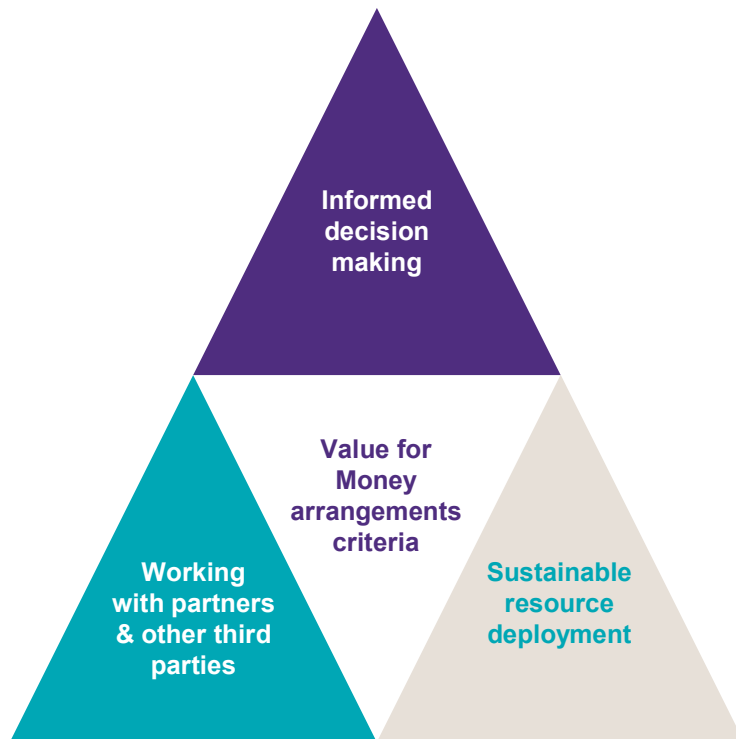 Informed
decision
making
Value for
Money
arrangements
criteria
Working
with partners
& other third
parties
Sustainable
resource
deployment